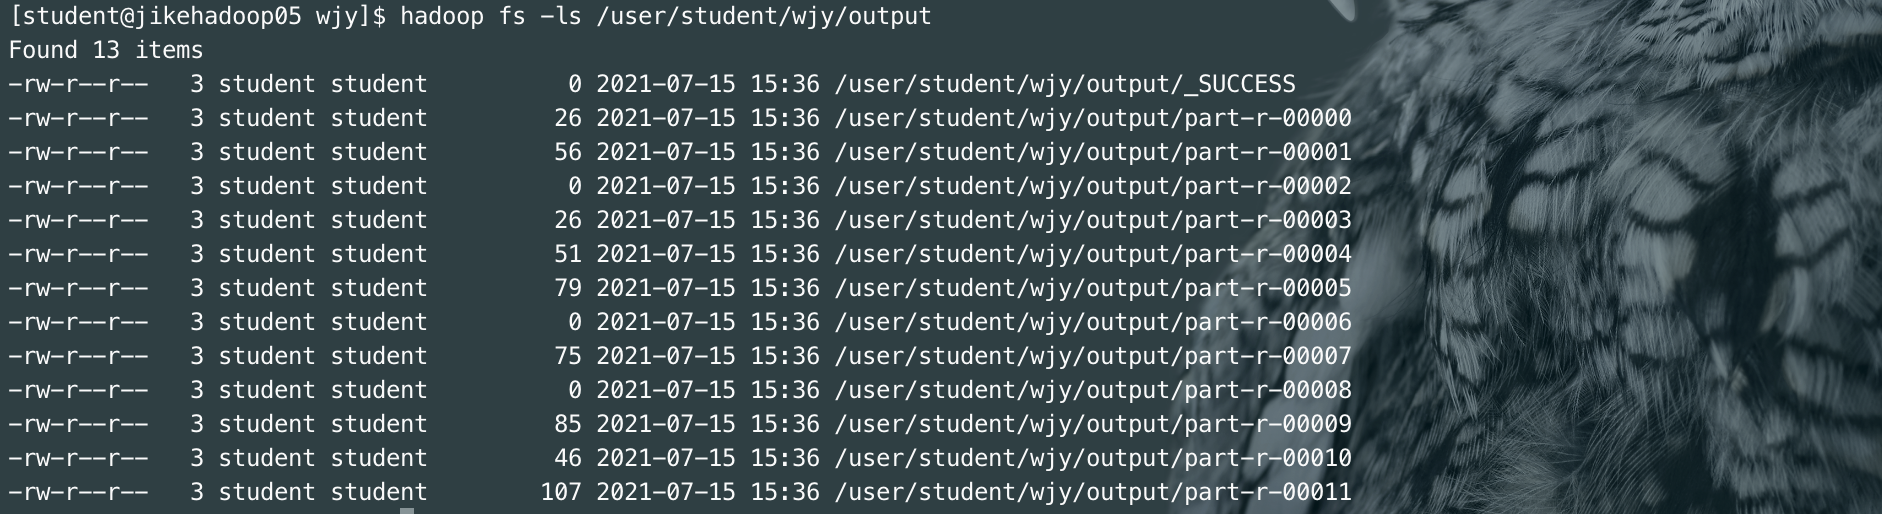 [student@jikehadoop05 wjy]$ hadoop fs -ls /user/student/wjy/output
Found 13 items
-rw-r--r--   3 student student          0 2021-07-15 15:36 /user/student/wjy/output/_SUCCESS
-rw-r--r--   3 student student         26 2021-07-15 15:36 /user/student/wjy/output/part-r-00000
-rw-r--r--   3 student student         56 2021-07-15 15:36 /user/student/wjy/output/part-r-00001
-rw-r--r--   3 student student          0 2021-07-15 15:36 /user/student/wjy/output/part-r-00002
-rw-r--r--   3 student student         26 2021-07-15 15:36 /user/student/wjy/output/part-r-00003
-rw-r--r--   3 student student         51 2021-07-15 15:36 /user/student/wjy/output/part-r-00004
-rw-r--r--   3 student student         79 2021-07-15 15:36 /user/student/wjy/output/part-r-00005
-rw-r--r--   3 student student          0 2021-07-15 15:36 /user/student/wjy/output/part-r-00006
-rw-r--r--   3 student student         75 2021-07-15 15:36 /user/student/wjy/output/part-r-00007
-rw-r--r--   3 student student          0 2021-07-15 15:36 /user/student/wjy/output/part-r-00008
-rw-r--r--   3 student student         85 2021-07-15 15:36 /user/student/wjy/output/part-r-00009
-rw-r--r--   3 student student         46 2021-07-15 15:36 /user/student/wjy/output/part-r-00010
-rw-r--r--   3 student student        107 2021-07-15 15:36 /user/student/wjy/output/part-r-00011